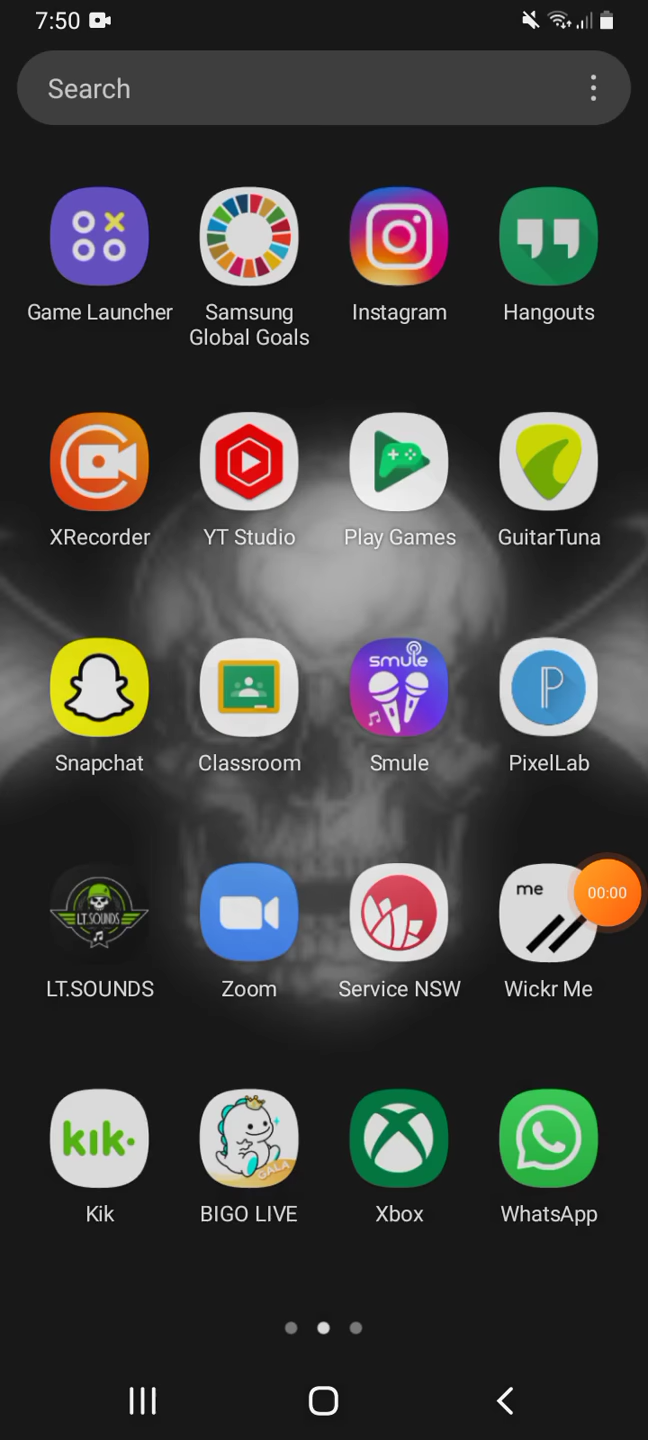 7:50
Search
Game Launcher
Samsung
Global Goals
Instagram
Hangouts
XRecorder
YT Studio
Play Games
GuitarTuna
smule
Snapchat
Classroom
Smule
PixelLab
LT.SOUNDS
me
00:00
LT.SOUNDS
Zoom
Service NSW
Wickr Me
kik.
GALA
Kik
BIGO LIVE
Xbox
WhatsApp